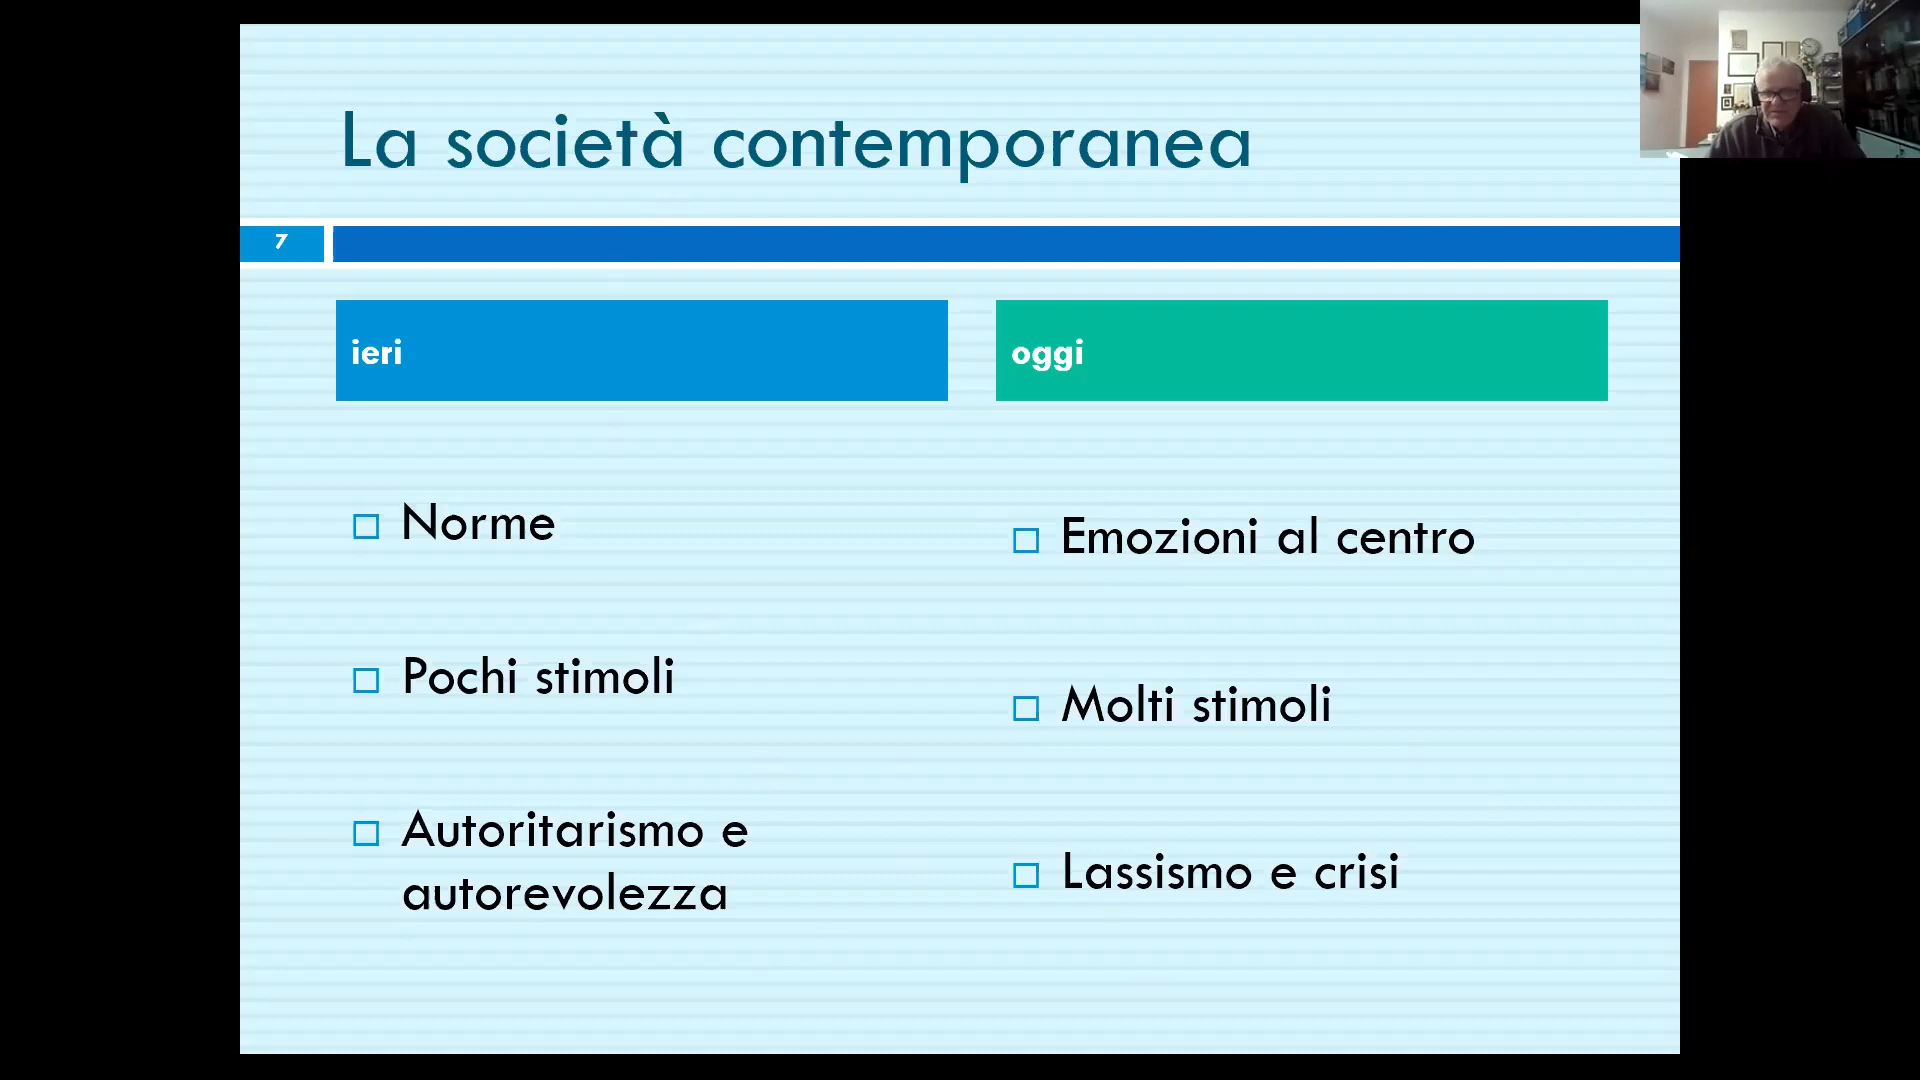 La società contemporanea
7
ieri
Norme
Pochi stimoli
Autoritarismo e
autorevolezza
oggi
Emozioni al centro
Molti stimoli
Lassismo e crisi